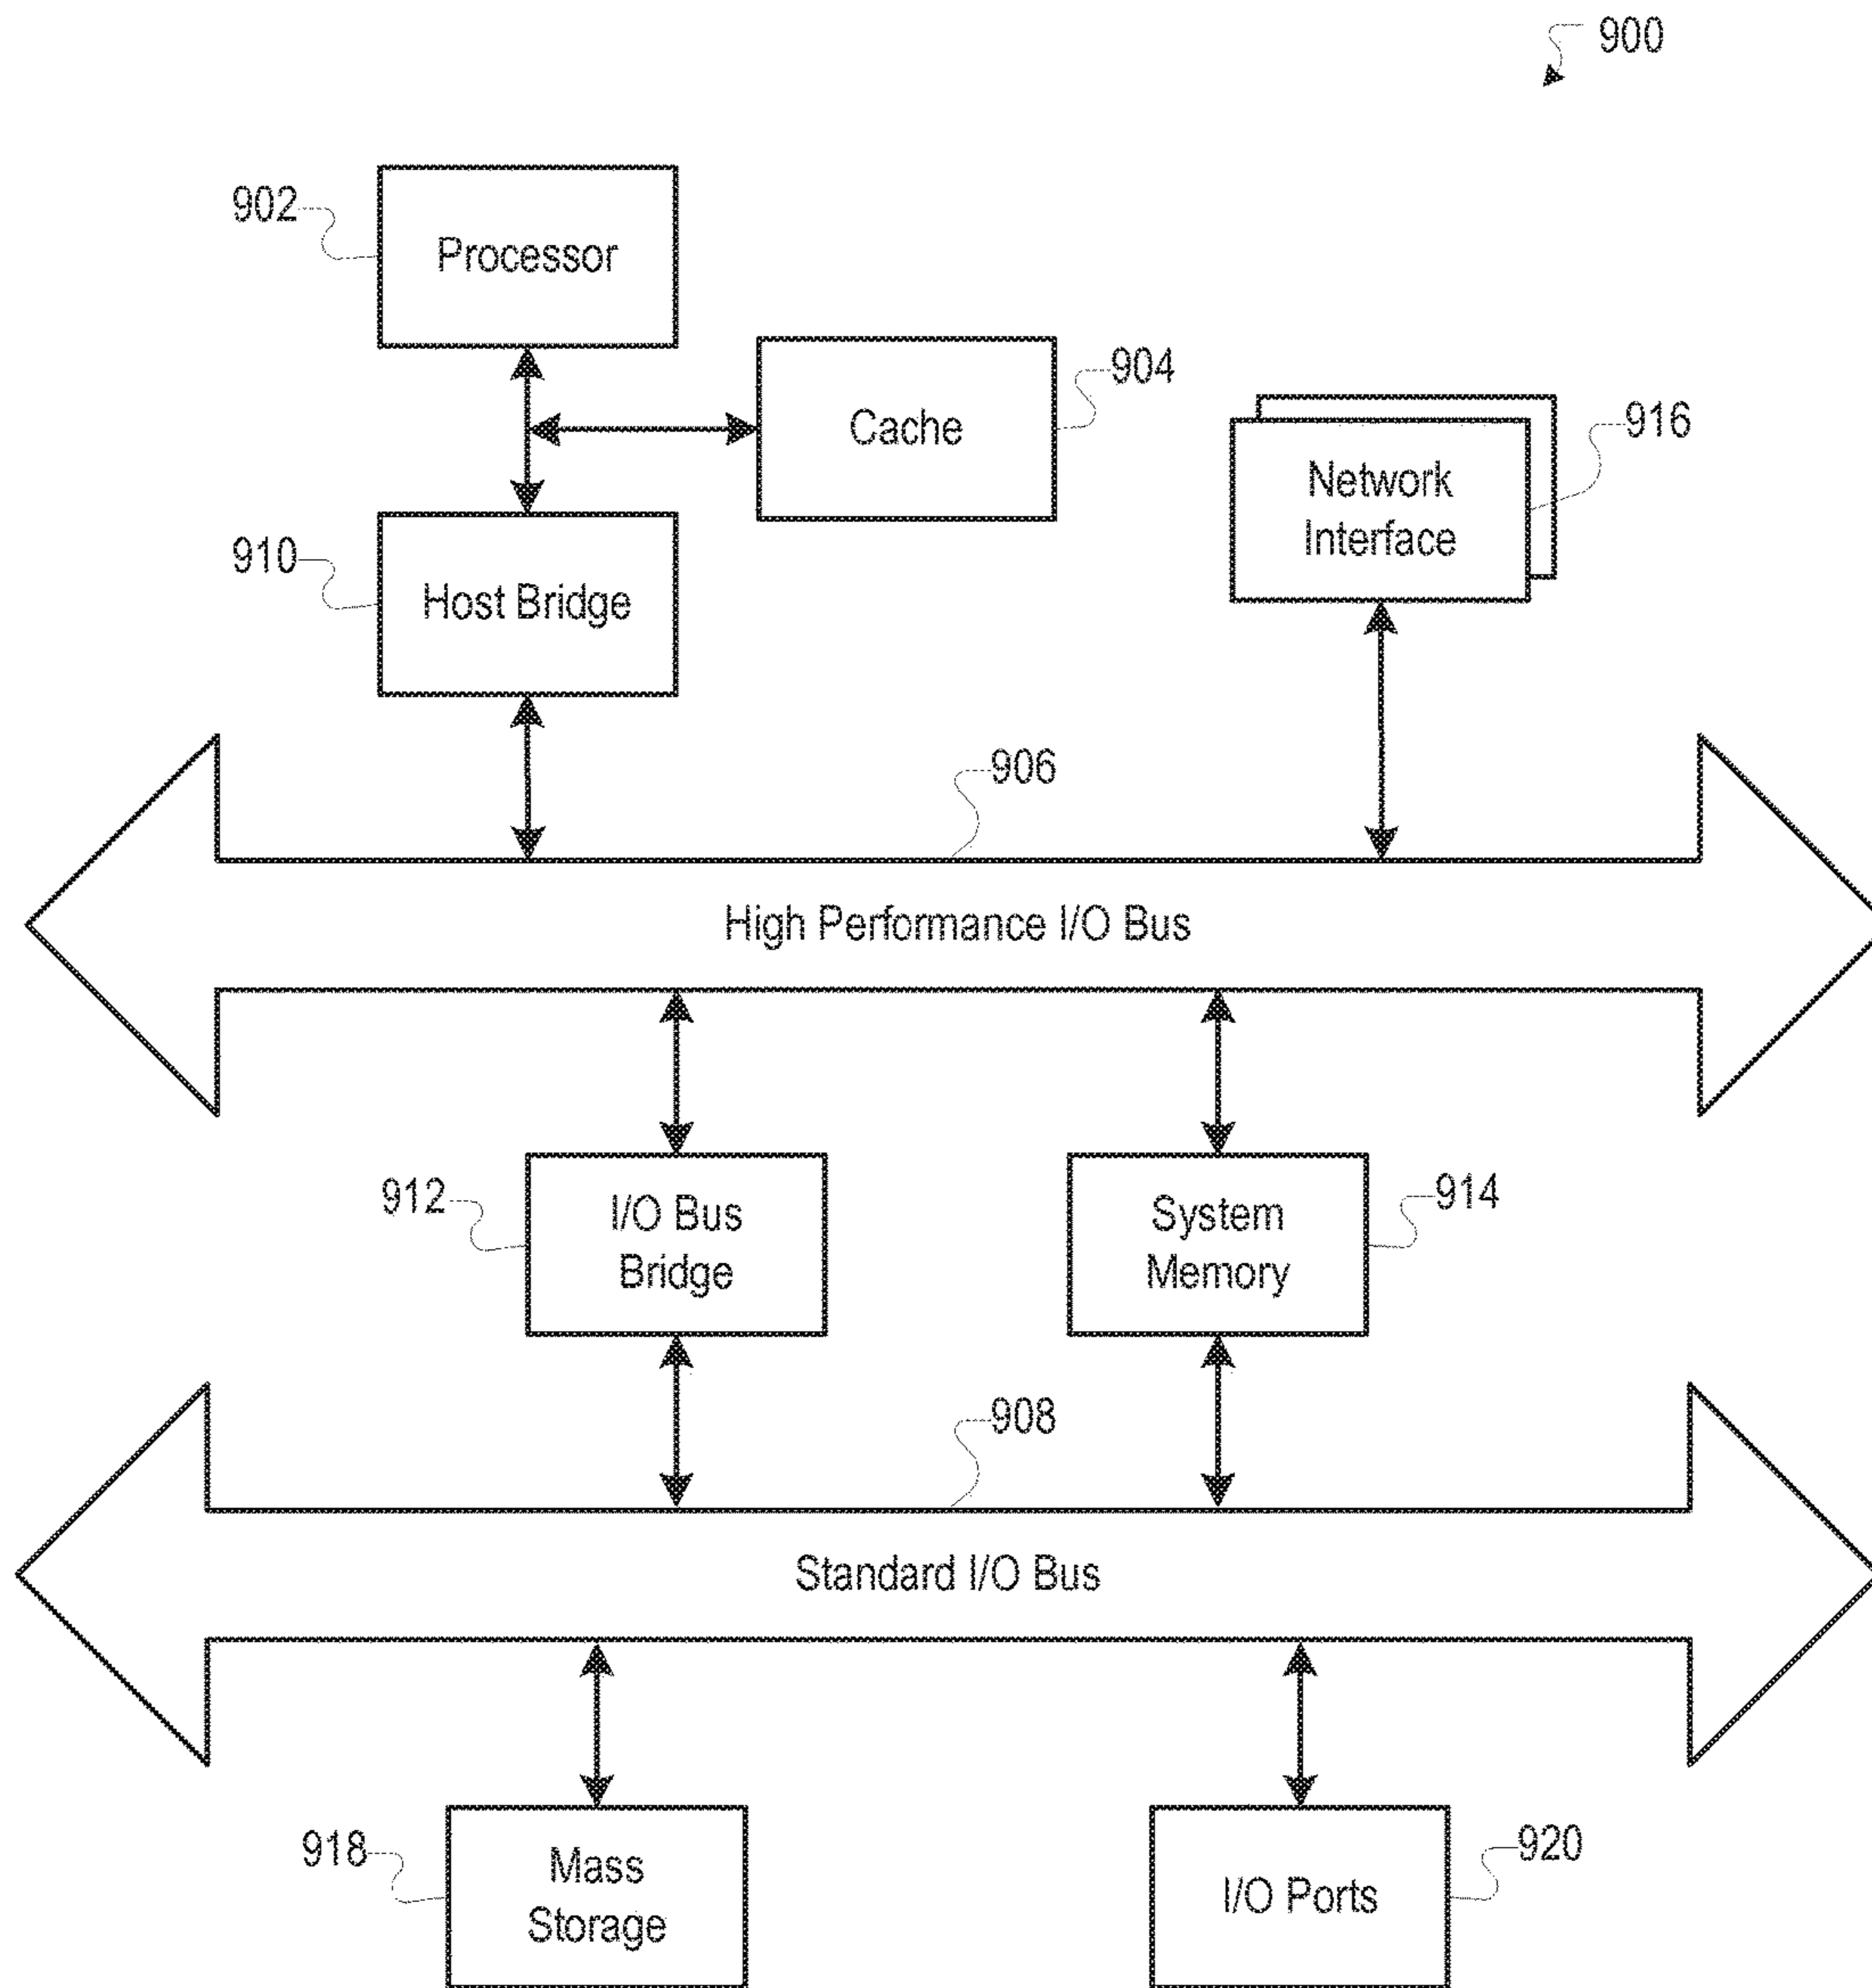 900
902
Processor
904
Cache
916
Network
Interface
910
Host Bridge
906
High Performance I/O Bus
912
I/O Bus
Bridge
System
Memory
914
908
Standard I/O Bus
918
Mass
Storage
I/O Ports
920